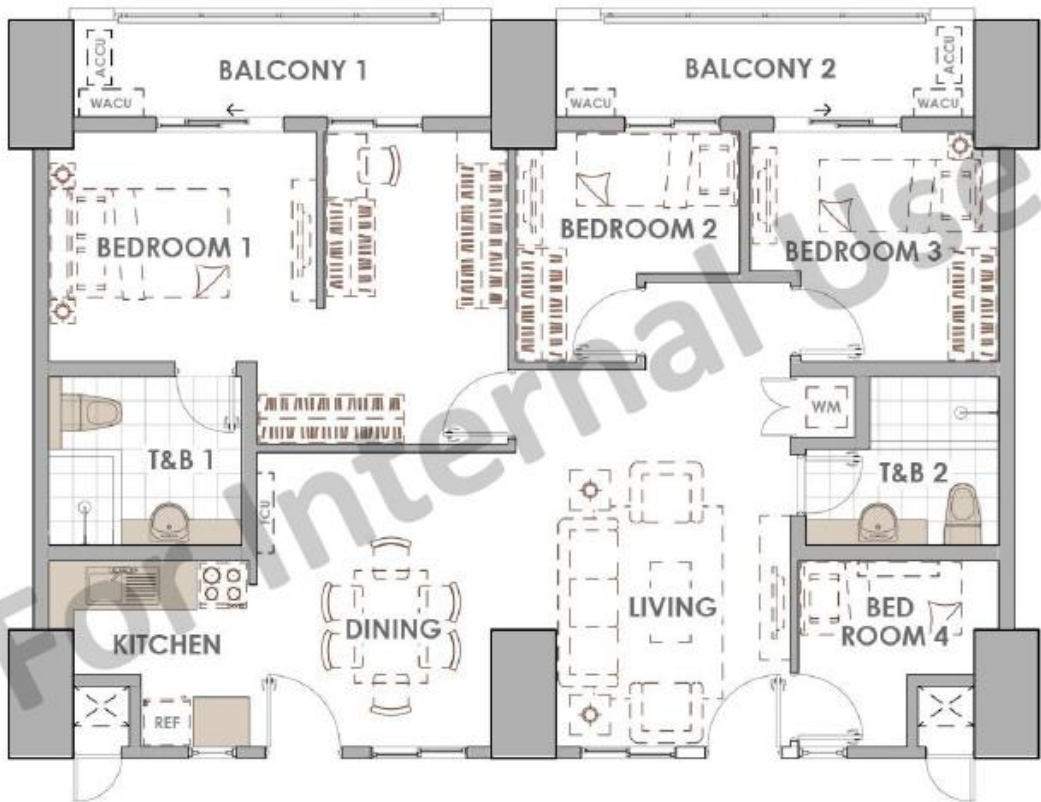 ACCU
BALCONY 1
WACU
BALCONY 2
ACCU
WACU
WACU
BEDROOM 1
BEDROOM 2
BEDROOM 3
For Internal Use
WM
T&B 1
T&B 2
FCU
KITCHEN
DINING
LIVING
BED
ROOM 4
REF